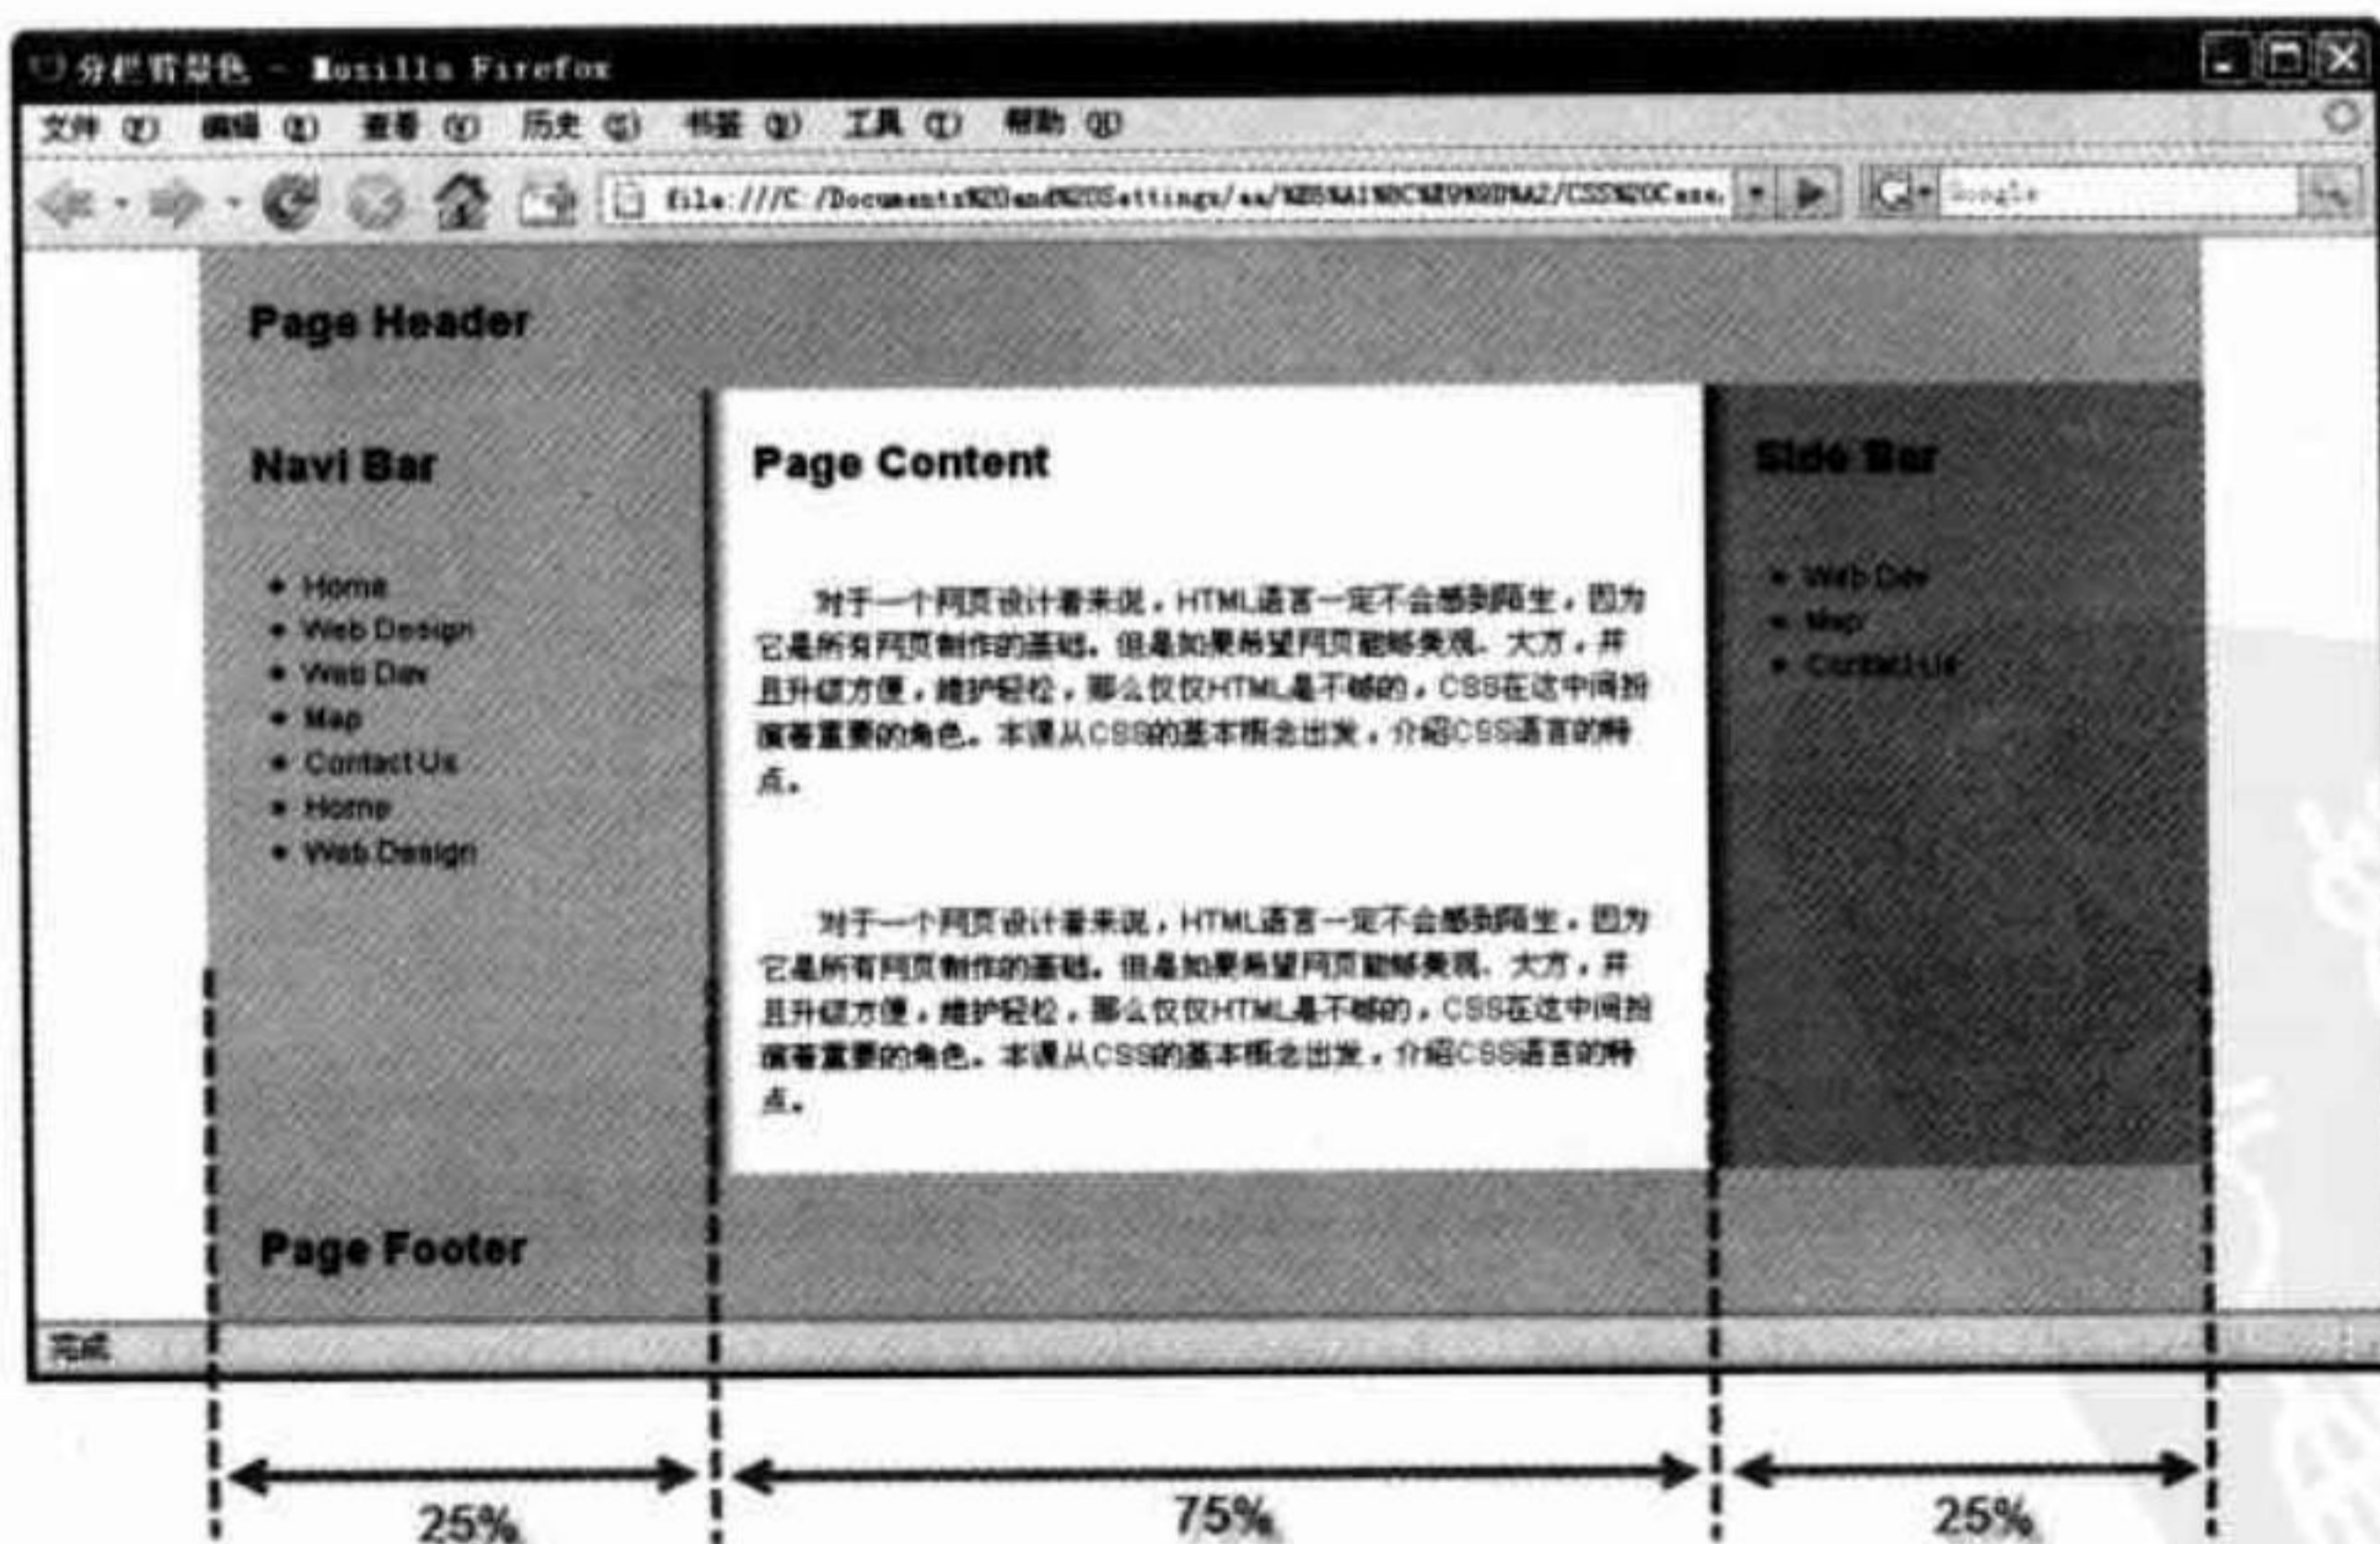 分栏背景色 - Mozilla Firefox
文件 (F) 编辑 (E) 查看 (V) 历史 (S) 书签 (B) 工具 (T) 帮助 (H)
file:///C:/Documents%20and%20Settings/aa/%E6%A1%8C%E9%9D%A2/CSS%20Case.
Google
Page Header
Navi Bar
Home
Web Design
Web Dev
Map
Contact Us
Home
Web Design
Page Content
对于一个网页设计者来说，HTML语言一定不会感到陌生，因为
它是所有网页制作的基础。但是如果希望网页能够美观、大方，并
且升级方便，维护轻松，那么仅仅HTML是不够的，CSS在这中间扮
演着重要的角色。本课从CSS的基本概念出发，介绍CSS语言的特
点。
对于一个网页设计者来说，HTML语言一定不会感到陌生，因为
它是所有网页制作的基础。但是如果希望网页能够美观、大方，并
且升级方便，维护轻松，那么仅仅HTML是不够的，CSS在这中间扮
演着重要的角色。本课从CSS的基本概念出发，介绍CSS语言的特
点。
Side Bar
Web Dev
Map
Contact Us
Page Footer
完成
25% 75% 25%